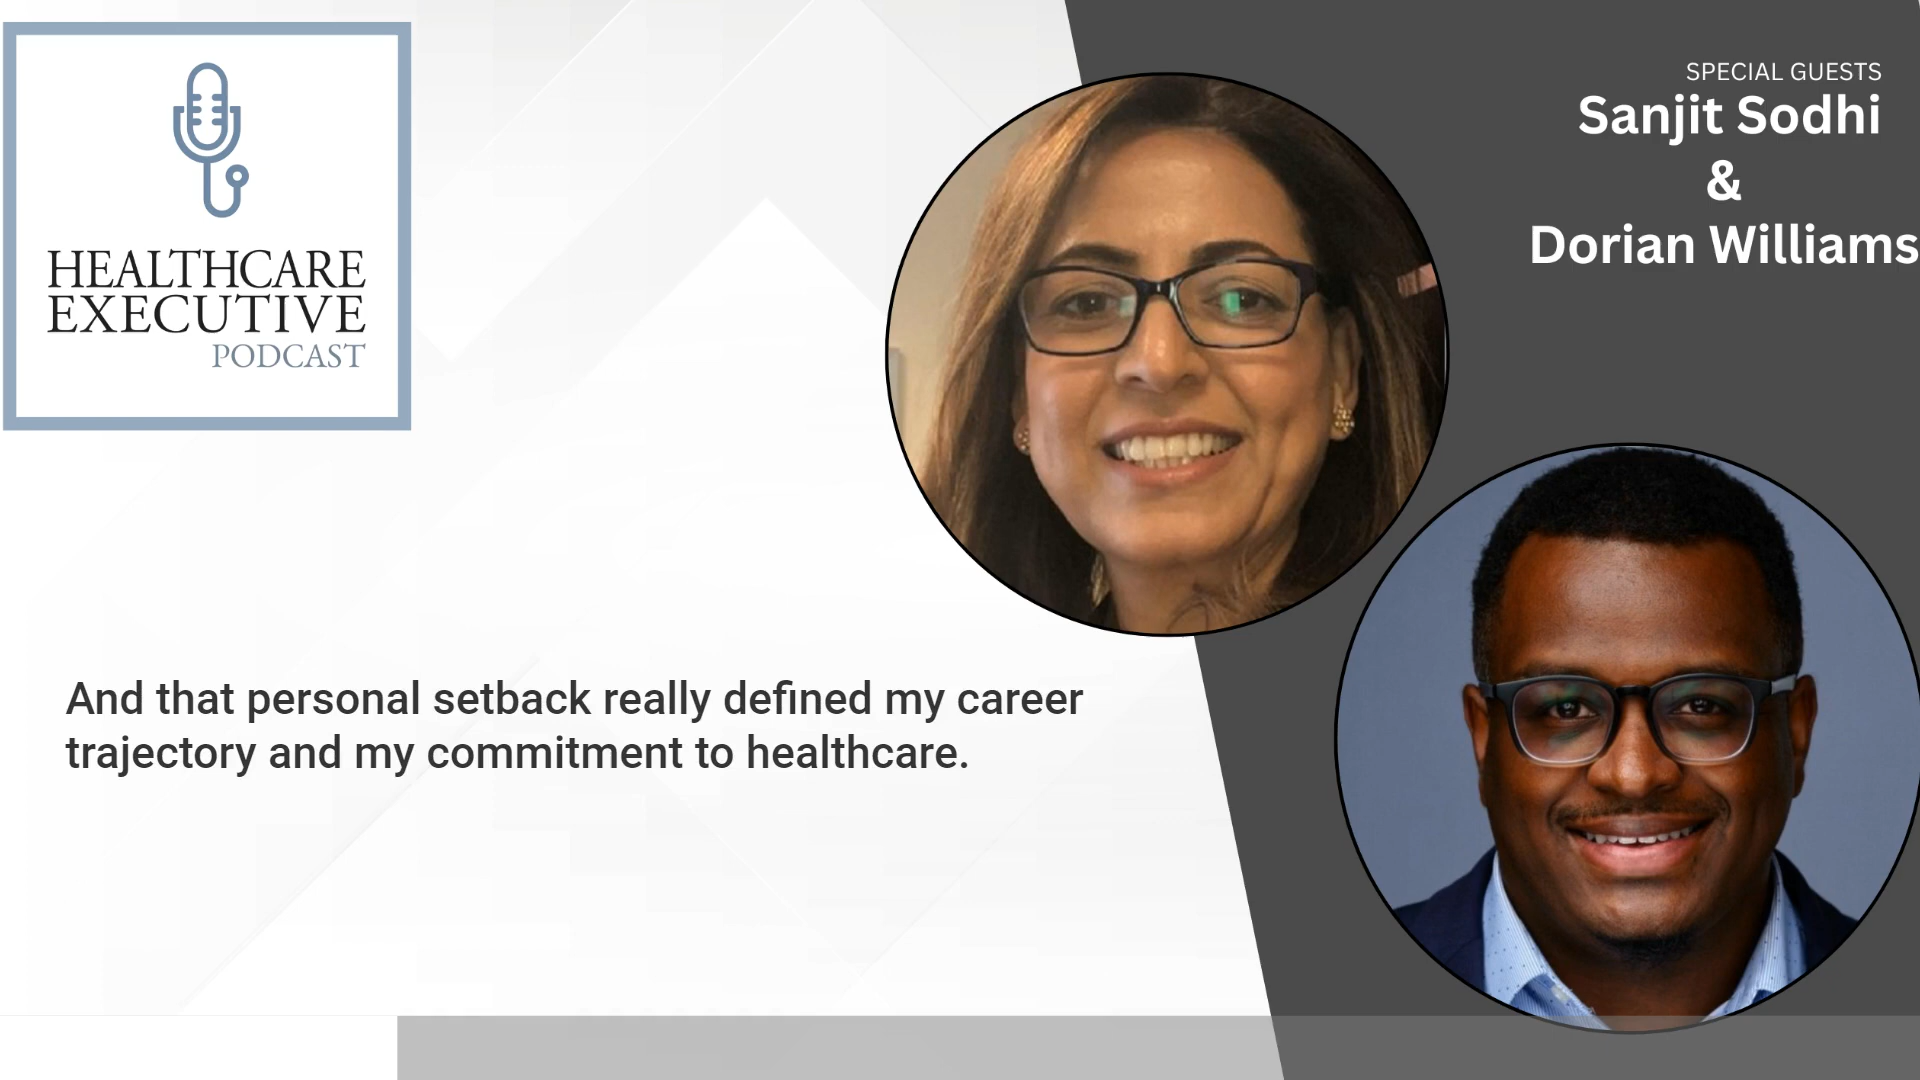 HEALTHCARE
EXECUTIVE
PODCAST
SPECIAL GUESTS
Sanjit Sodhi
&
Dorian Williams
And that personal setback really defined my career
trajectory and my commitment to healthcare.